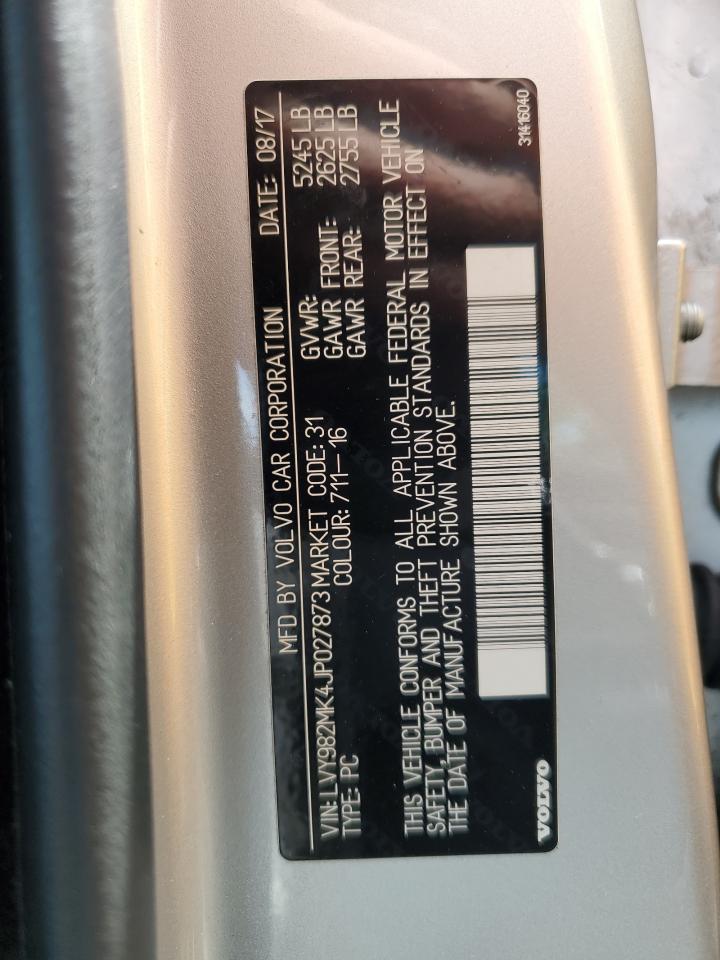 MFD BY VOLVO CAR CORPORATION DATE: 08/17
VIN: LVY982MK4JP027873 MARKET CODE: 31 GVWR: 5245 LB
TYPE: PC COLOUR: 711-16 GAWR FRONT: 2625 LB
GAWR REAR: 2755 LB
THIS VEHICLE CONFORMS TO ALL APPLICABLE FEDERAL MOTOR VEHICLE
SAFETY, BUMPER AND THEFT PREVENTION STANDARDS IN EFFECT ON
THE DATE OF MANUFACTURE SHOWN ABOVE.
VOLVO 31416040